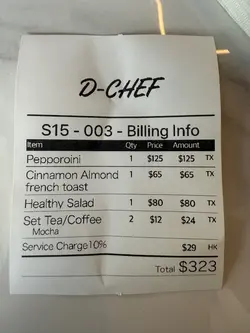 D-CHEF
S15 - 003 - Billing Info
Item Qty Price Amount
Pepporoini 1 $125 $125 TX
Cinnamon Almond 1 $65 $65 TX
french toast
Healthy Salad 1 $80 $80 TX
Set Tea/Coffee 2 $12 $24 TX
Mocha
Service Charge10% $29 HK
Total $323